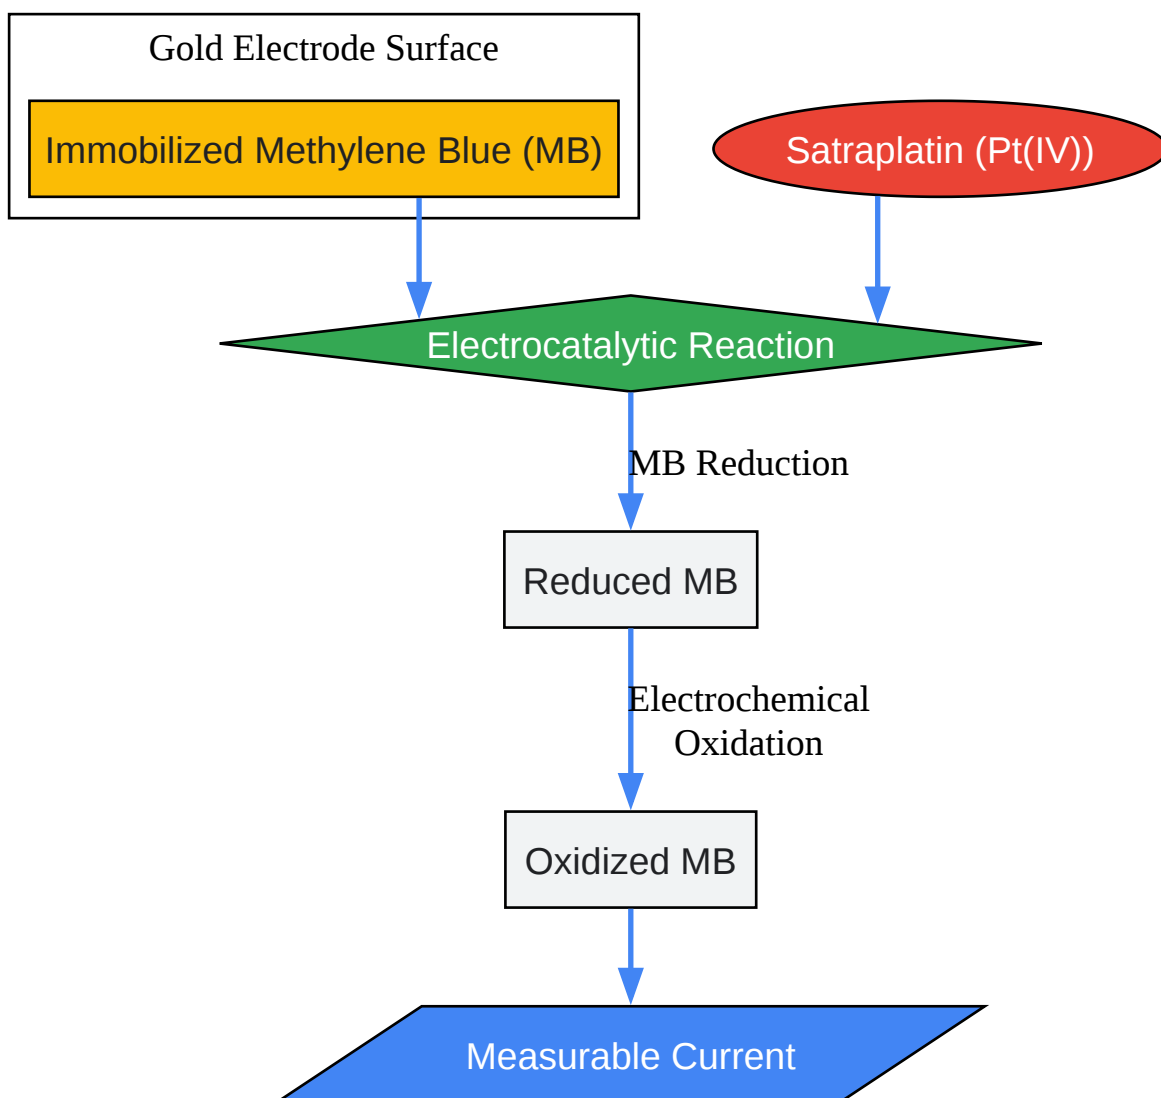 Gold Electrode Surface
Immobilized Methylene Blue (MB)
Satraplatin (Pt(IV))
Electrocatalytic Reaction
MB Reduction
Reduced MB
Electrochemical
Oxidation
Oxidized MB
Measurable Current